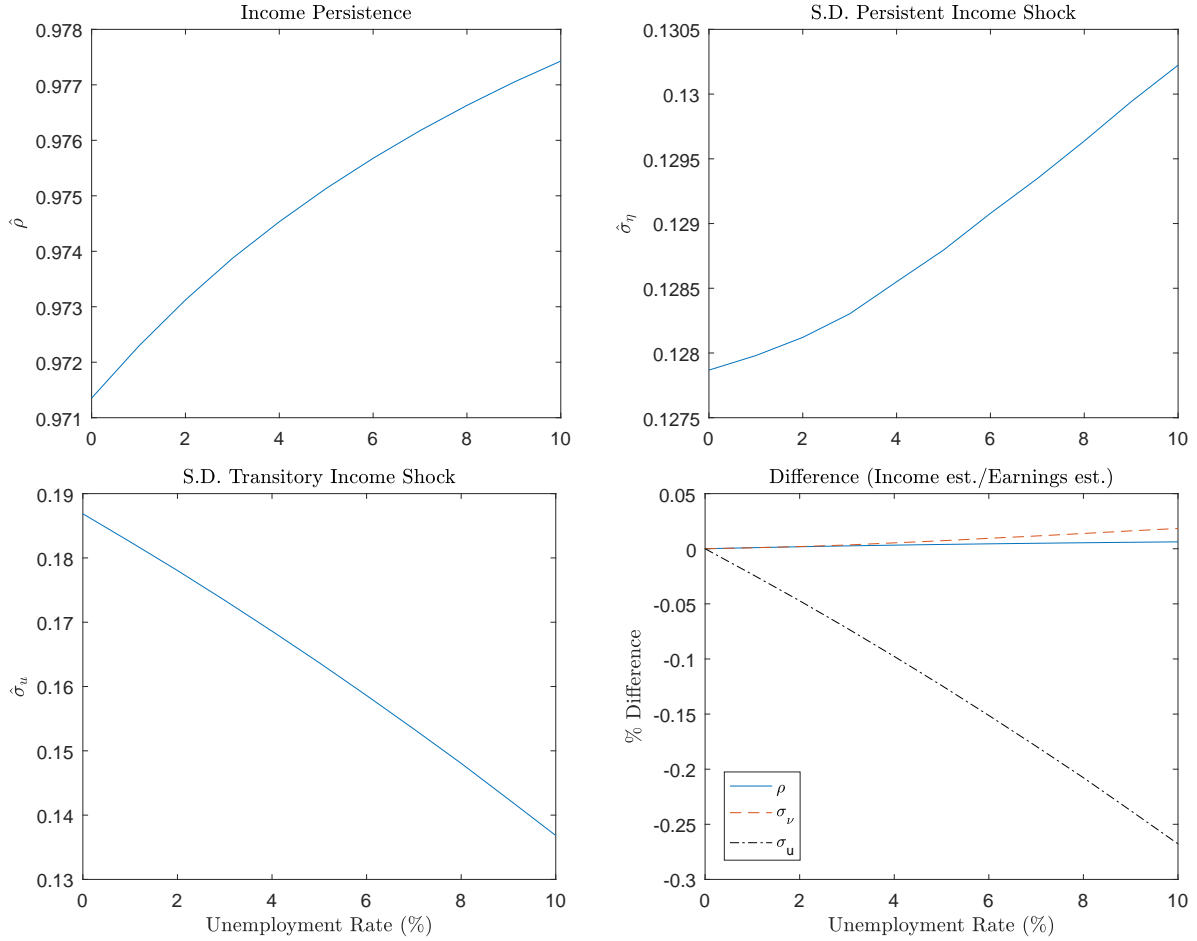 Income Persistence
0.978
0.977
0.976
0.975
0.974
0.973
0.972
0.971
ρ̂
0 2 4 6 8 10
S.D. Persistent Income Shock
0.1305
0.13
0.1295
0.129
0.1285
0.128
0.1275
σ̂η
0 2 4 6 8 10
S.D. Transitory Income Shock
0.19
0.18
0.17
0.16
0.15
0.14
0.13
σ̂u
0 2 4 6 8 10
Unemployment Rate (%)
Difference (Income est./Earnings est.)
0.05
0
-0.05
-0.1
-0.15
-0.2
-0.25
-0.3
% Difference
ρ
σν
σu
0 2 4 6 8 10
Unemployment Rate (%)